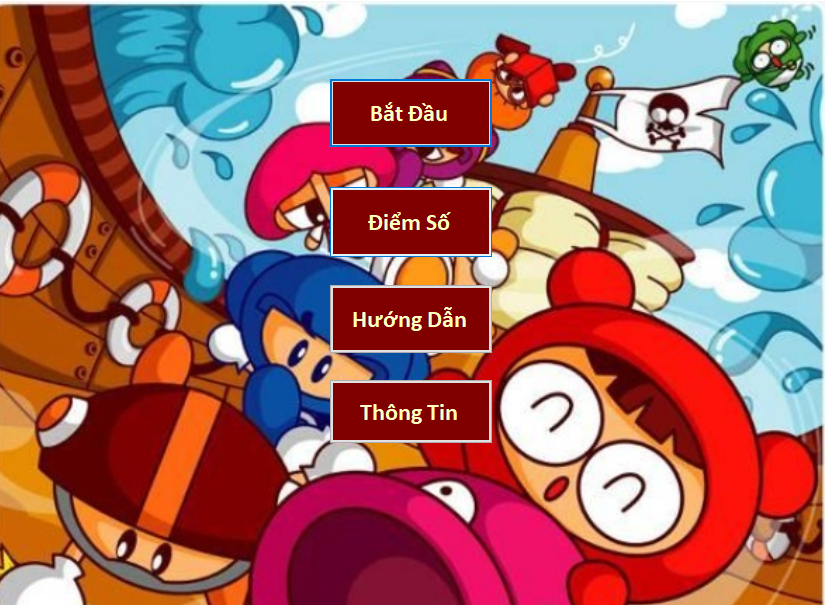 Bắt Đầu
Điểm Số
Hướng Dẫn
Thông Tin